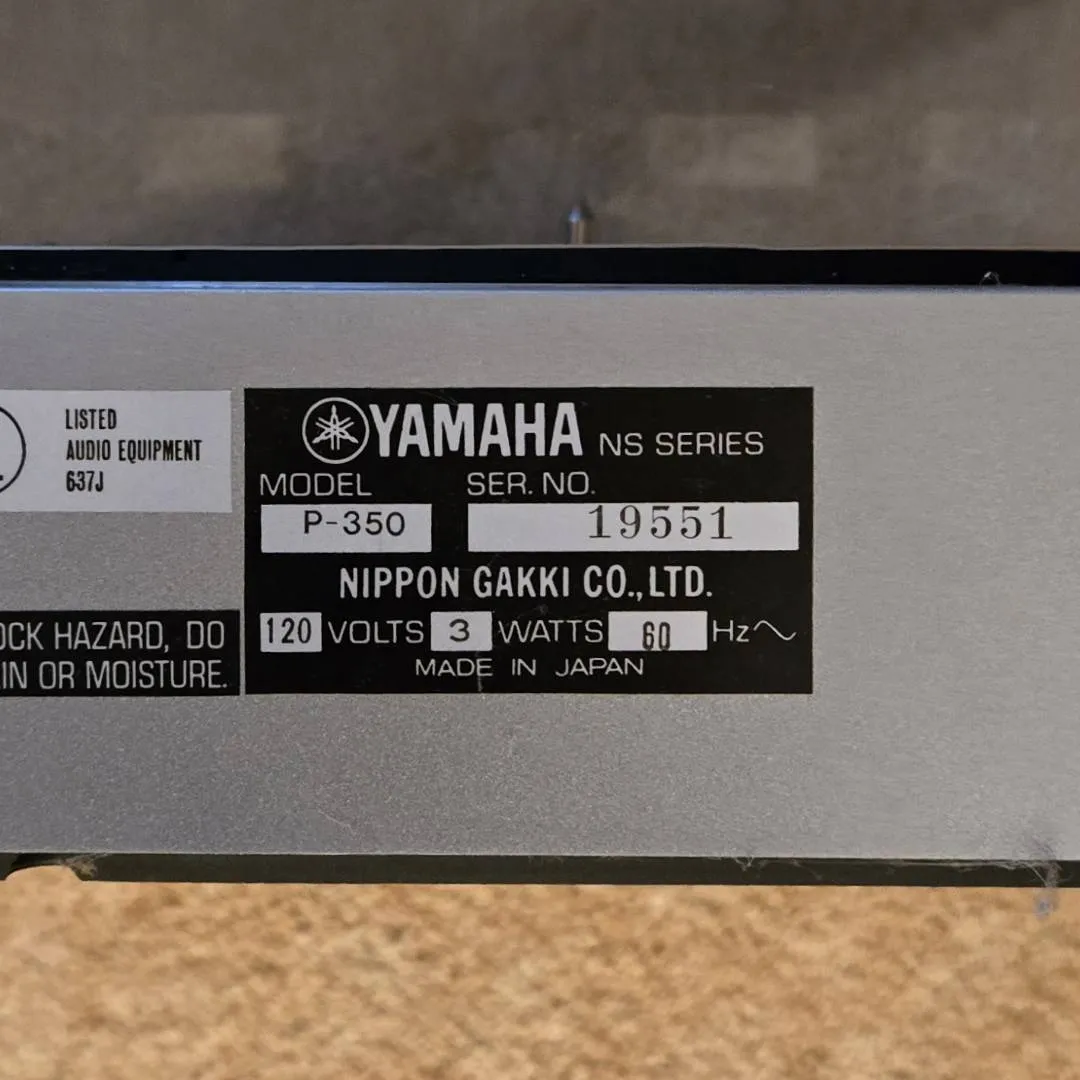 LISTED
AUDIO EQUIPMENT
637J
YAMAHA NS SERIES
MODEL SER. NO.
P-350 19551
NIPPON GAKKI CO., LTD.
120 VOLTS 3 WATTS 60 Hz~
MADE IN JAPAN
HAZARD, DO
IN OR MOISTURE.